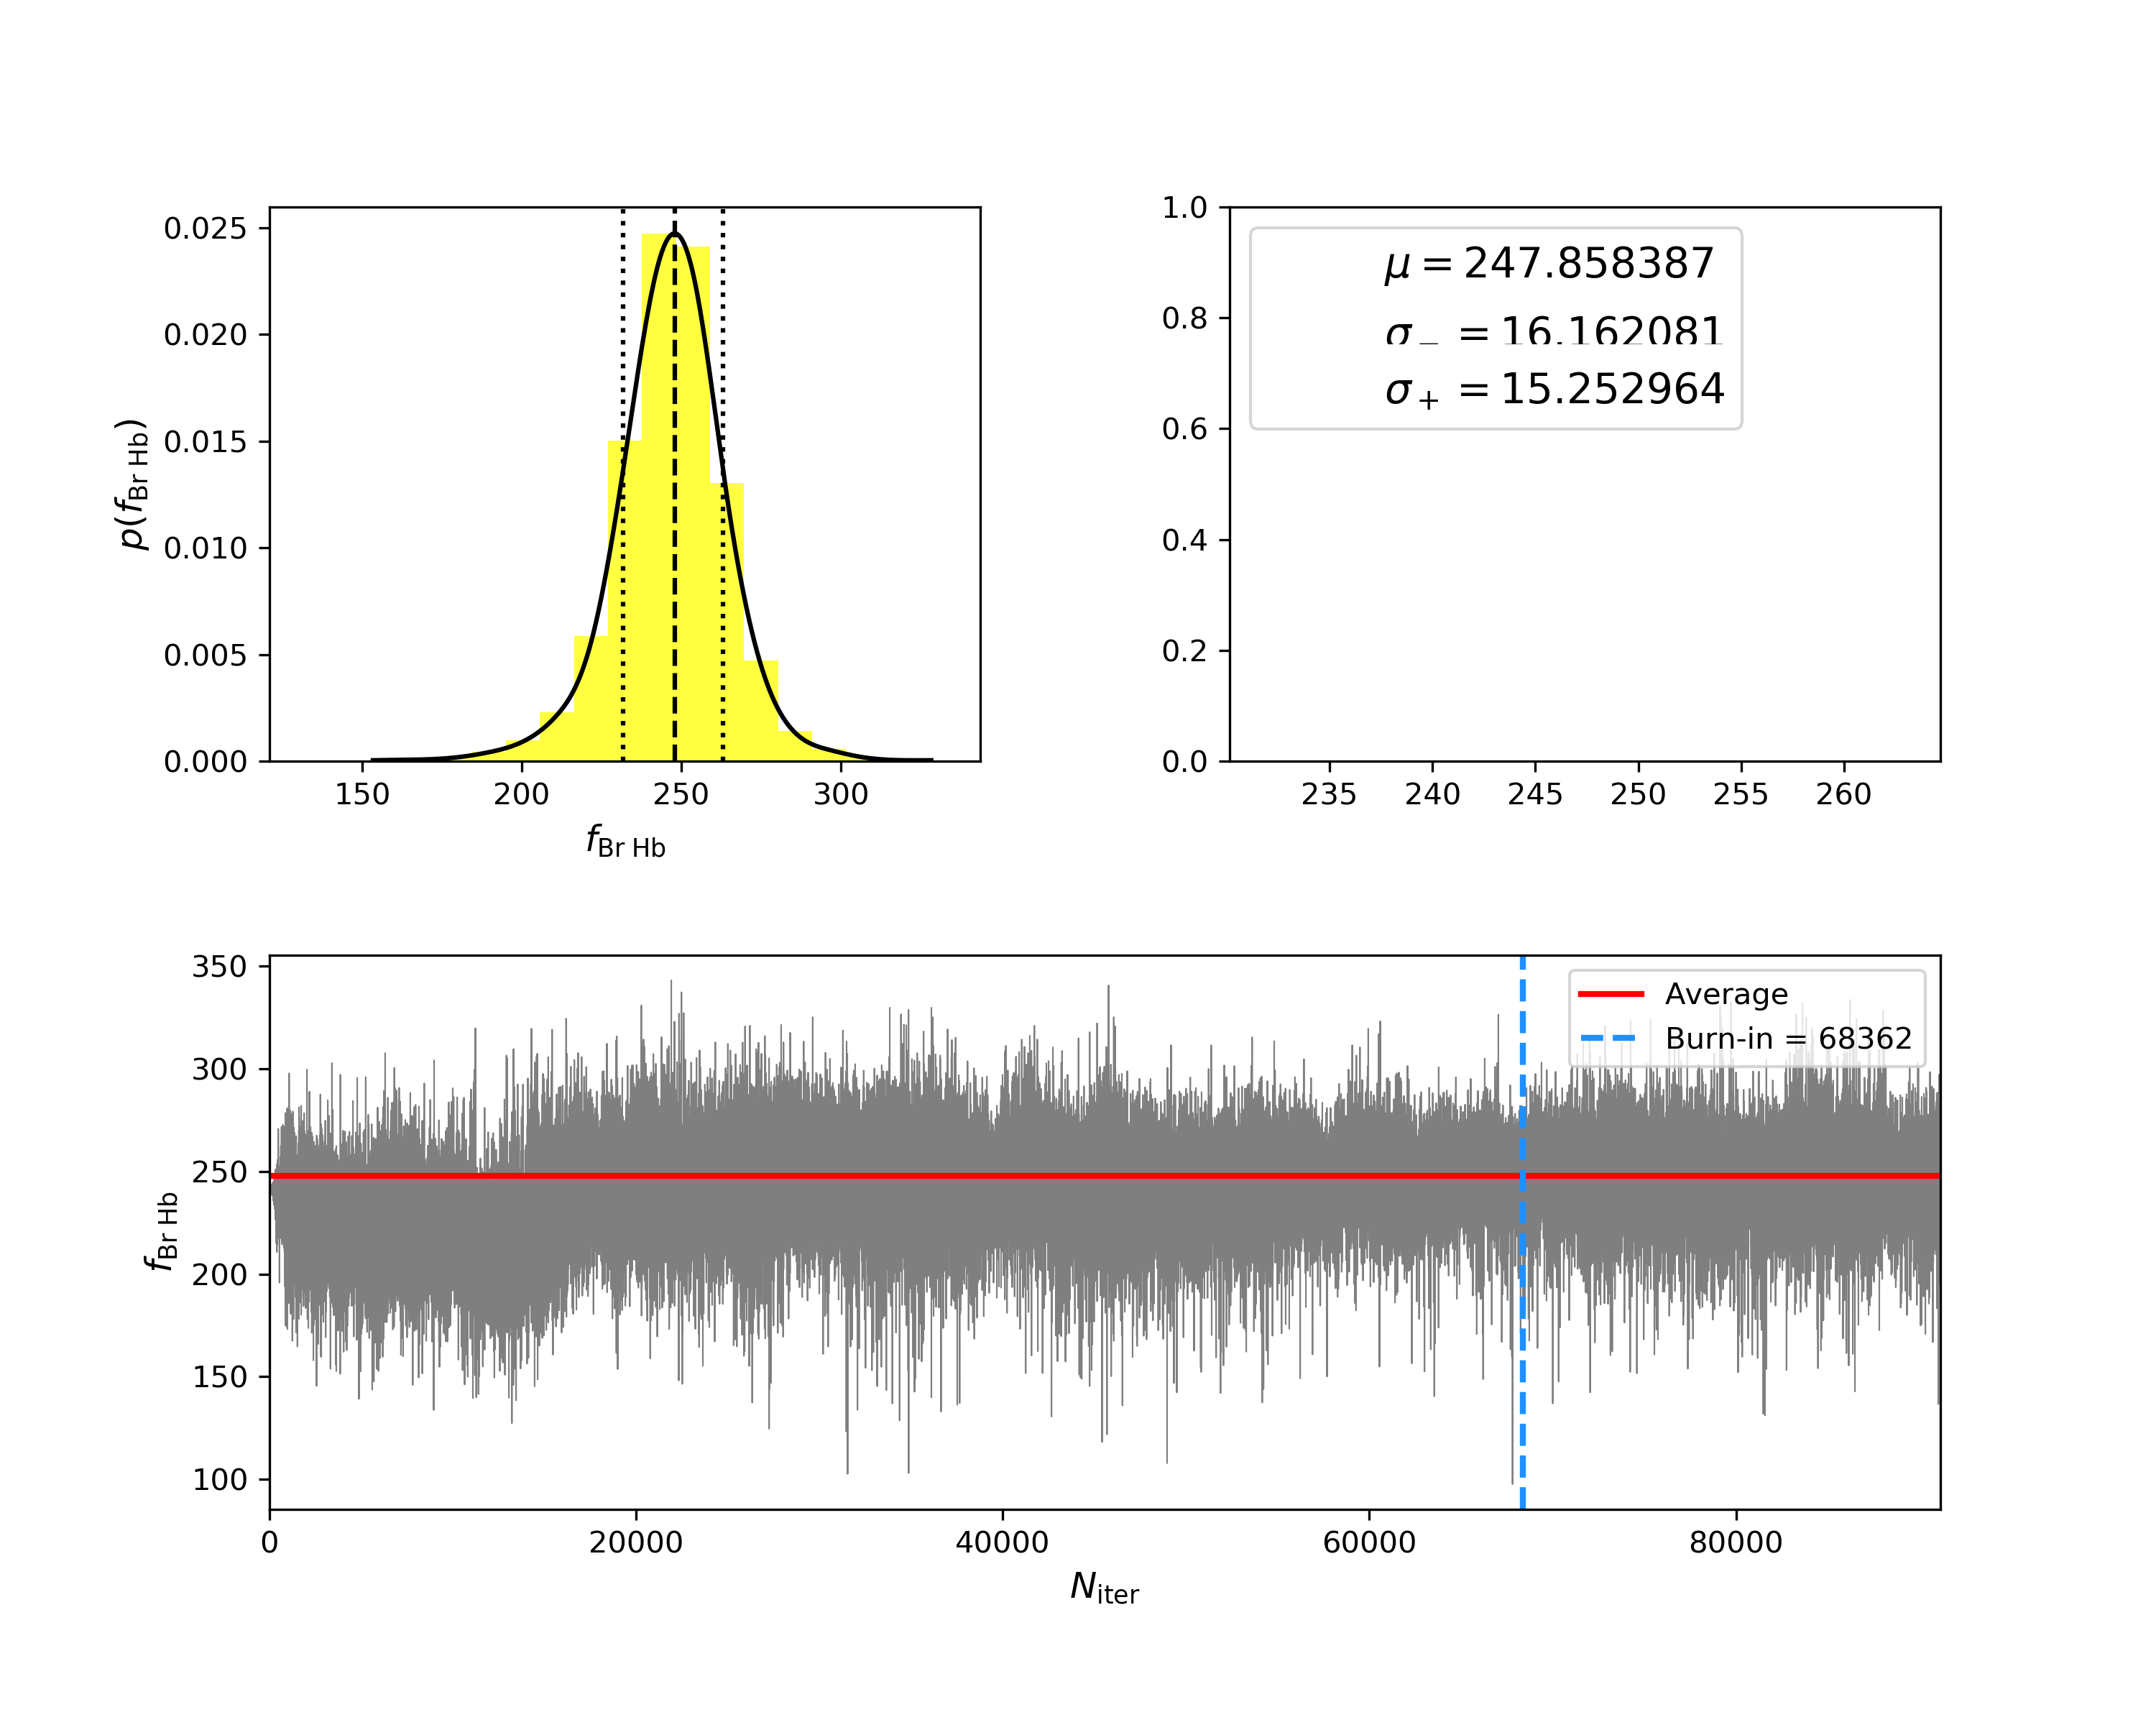 0.025
0.020
0.015
0.010
0.005
0.000
p(f_Br Hb)
150 200 250 300
f_Br Hb
1.0
0.8
0.6
0.4
0.2
0.0
μ = 247.858387
σ_− = 16.162081
σ_+ = 15.252964
235 240 245 250 255 260
350
300
250
200
150
100
f_Br Hb
Average
Burn-in = 68362
0 20000 40000 60000 80000
N_iter